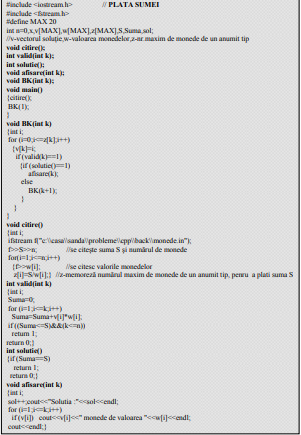 #include <iostream.h> // PLATA SUMEI
#include <fstream.h>
#define MAX 20
int n=0,x,v[MAX],w[MAX],z[MAX],S,Suma,sol;
//v-vectorul soluţie,w-valoarea monedelor,z-nr.maxim de monede de un anumit tip
void citire();
int valid(int k);
int solutie();
void afisare(int k);
void BK(int k);
void main()
{citire();
BK(1);
}
void BK(int k)
{int i;
for (i=0;i<=z[k];i++)
{v[k]=i;
if (valid(k)==1)
{if (solutie()==1)
afisare(k);
else
BK(k+1);
}
}
}
void citire()
{int i;
ifstream f("c:\\casa\\sanda\\probleme\\cpp\\back\\monede.in");
f>>S>>n; //se citeşte suma S şi numărul de monede
for(i=1;i<=n;i++)
{f>>w[i]; //se citesc valorile monedelor
z[i]=S/w[i];} //z-memoreză numărul maxim de monede de un anumit tip, penru a plati suma S
int valid(int k)
{int i;
Suma=0;
for (i=1;i<=k;i++)
Suma=Suma+v[i]*w[i];
if ((Suma<=S)&&(k<=n))
return 1;
return 0;}
int solutie()
{if (Suma==S)
return 1;
return 0;}
void afisare(int k)
{int i;
sol++;cout<<"Solutia :"<<sol<<endl;
for (i=1;i<=k;i++)
if (v[i]) cout<<v[i]<<" monede de valoarea "<<w[i]<<endl;
cout<<endl;}